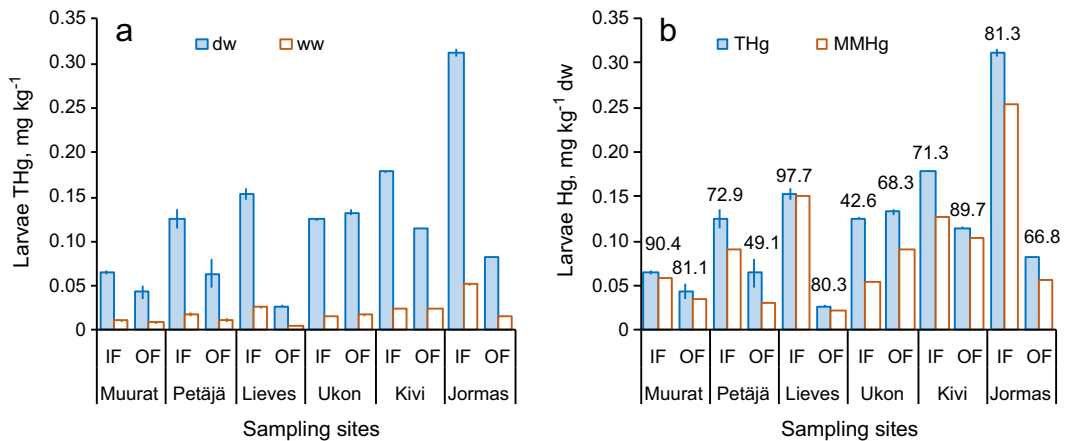 a
dw ww
Larvae THg, mg kg⁻¹
0.35
0.30
0.25
0.20
0.15
0.10
0.05
0
IF OF IF OF IF OF IF OF IF OF IF OF
Muurat Petäjä Lieves Ukon Kivi Jormas
Sampling sites
b
THg MMHg
Larvae Hg, mg kg⁻¹ dw
0.35
0.30
0.25
0.20
0.15
0.10
0.05
0
90.4 81.1 72.9 49.1 97.7 80.3 42.6 68.3 71.3 89.7 81.3 66.8
IF OF IF OF IF OF IF OF IF OF IF OF
Muurat Petäjä Lieves Ukon Kivi Jormas
Sampling sites